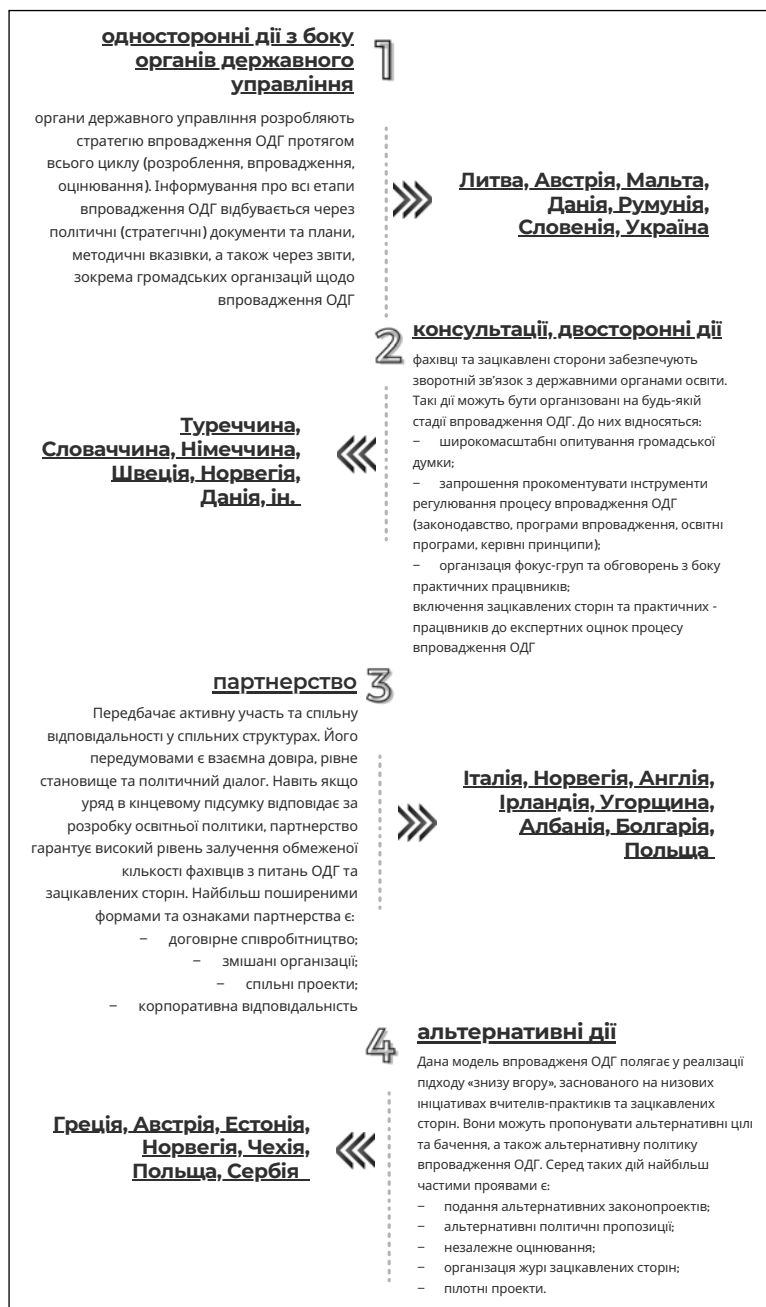 односторонні дії з боку
органів державного
управління
1
органи державного управління розробляють
стратегію впровадження ОДГ протягом
всього циклу (розроблення, впровадження,
оцінювання). Інформування про всі етапи
впровадження ОДГ відбувається через
політичні (стратегічні) документи та плани,
методичні вказівки, а також через звіти,
зокрема громадських організацій щодо
впровадження ОДГ
Литва, Австрія, Мальта,
Данія, Румунія,
Словенія, Україна
2
консультації, двосторонні дії
фахівці та зацікавлені сторони забезпечують
зворотній зв'язок з державними органами освіти.
Такі дії можуть бути організовані на будь-якій
стадії впровадження ОДГ. До них відносяться:
– широкомасштабні опитування громадської
думки;
– запрошення прокоментувати інструменти
регулювання процесу впровадження ОДГ
(законодавство, програми впровадження, освітні
програми, керівні принципи);
– організація фокус-груп та обговорень з боку
практичних працівників;
включення зацікавлених сторін та практичних -
працівників до експертних оцінок процесу
впровадження ОДГ
Туреччина,
Словаччина, Німеччина,
Швеція, Норвегія,
Данія, ін.
партнерство
3
Передбачає активну участь та спільну
відповідальності у спільних структурах. Його
передумовами є взаємна довіра, рівне
становище та політичний діалог. Навіть якщо
уряд в кінцевому підсумку відповідає за
розробку освітньої політики, партнерство
гарантує високий рівень залучення обмеженої
кількості фахівців з питань ОДГ та
зацікавлених сторін. Найбільш поширеними
формами та ознаками партнерства є:
– договірне співробітництво;
– змішані організації;
– спільні проекти;
– корпоративна відповідальність
Італія, Норвегія, Англія,
Ірландія, Угорщина,
Албанія, Болгарія,
Польща
4
альтернативні дії
Дана модель впровадженя ОДГ полягає у реалізації
підходу «знизу вгору», заснованого на низових
ініціативах вчителів-практиків та зацікавлених
сторін. Вони можуть пропонувати альтернативні цілі
та бачення, а також альтернативну політику
впровадження ОДГ. Серед таких дій найбільш
частими проявами є:
– подання альтернативних законопроектів;
– альтернативні політичні пропозиції;
– незалежне оцінювання;
– організація журі зацікавлених сторін;
– пілотні проекти.
Греція, Австрія, Естонія,
Норвегія, Чехія,
Польща, Сербія